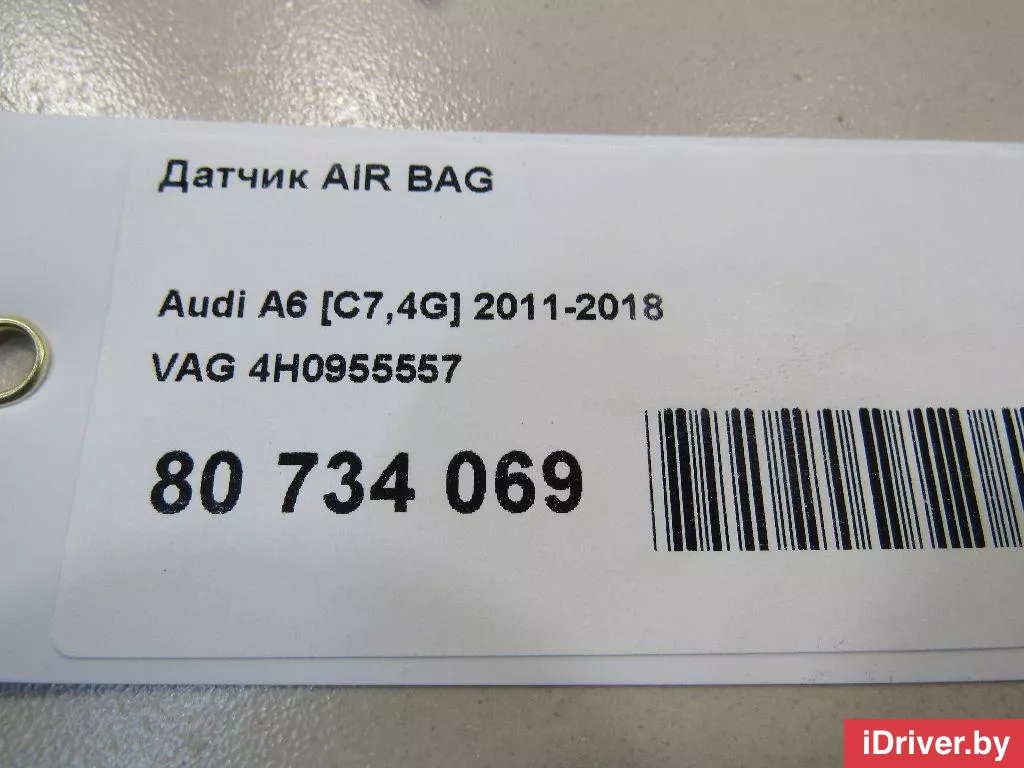 Датчик AIR BAG
Audi A6 [C7,4G] 2011-2018
VAG 4H0955557
80 734 069
iDriver.by